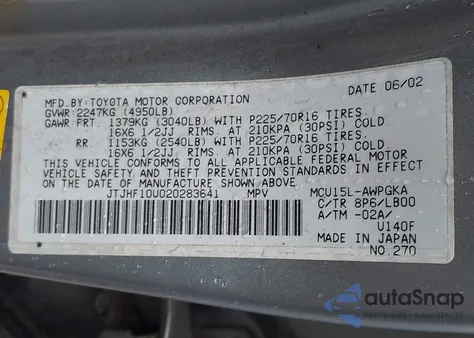 MFD.BY:TOYOTA MOTOR CORPORATION DATE 06/02
GVWR:2247KG (4950LB)
GAWR FRT. 1379KG (3040LB) WITH P225/70R16 TIRES.
16X6 1/2JJ RIMS. AT 210KPA (30PSI) COLD
RR. 1153KG (2540LB) WITH P225/70R16 TIRES.
16X6 1/2JJ RIMS. AT 210KPA (30PSI) COLD
THIS VEHICLE CONFORMS TO ALL APPLICABLE FEDERAL MOTOR
VEHICLE SAFETY AND THEFT PREVENTION STANDARDS IN
EFFECT ON THE DATE OF MANUFACTURE SHOWN ABOVE.
JTJHF10U020283641 MPV MCU15L-AWPGKA
C/TR 8P6/LB00
A/TM -02A/
U140F
MADE IN JAPAN
NO.270
autoSnap